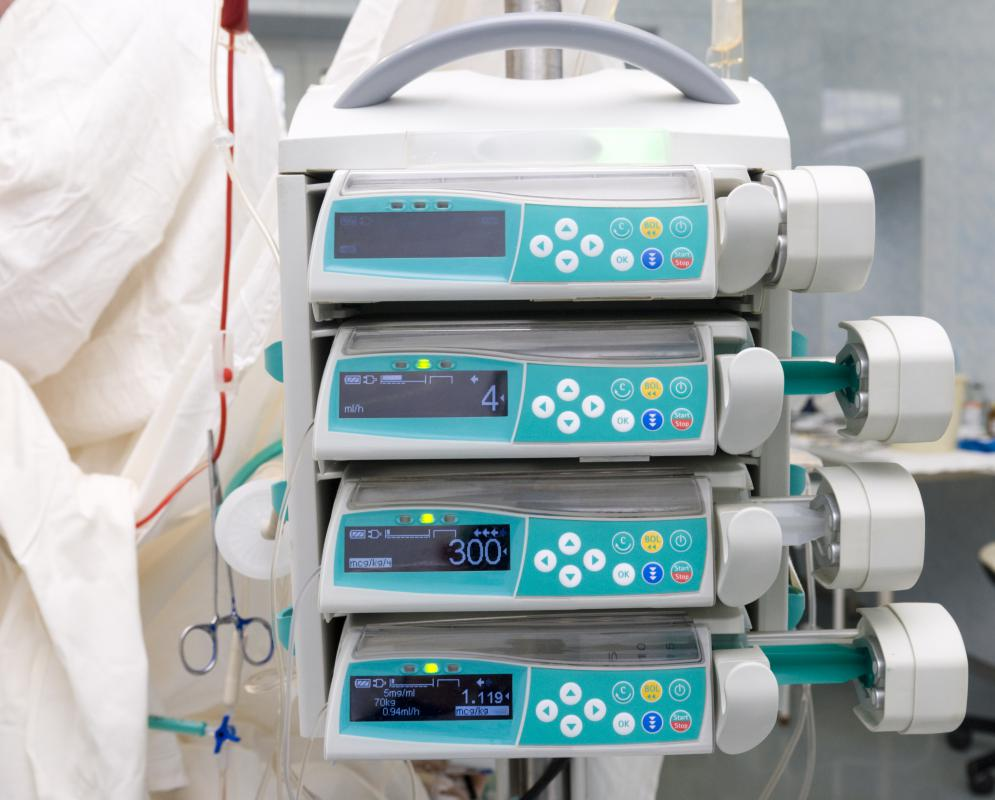 C BOL
OK Start
Stop
4
ml/h
C BOL
OK Start
Stop
300
mcg/kg/ч
C BOL
OK Start
Stop
5mg/ml
70kg 1.119
0.94ml/h mcg/kg
C BOL
OK Start
Stop